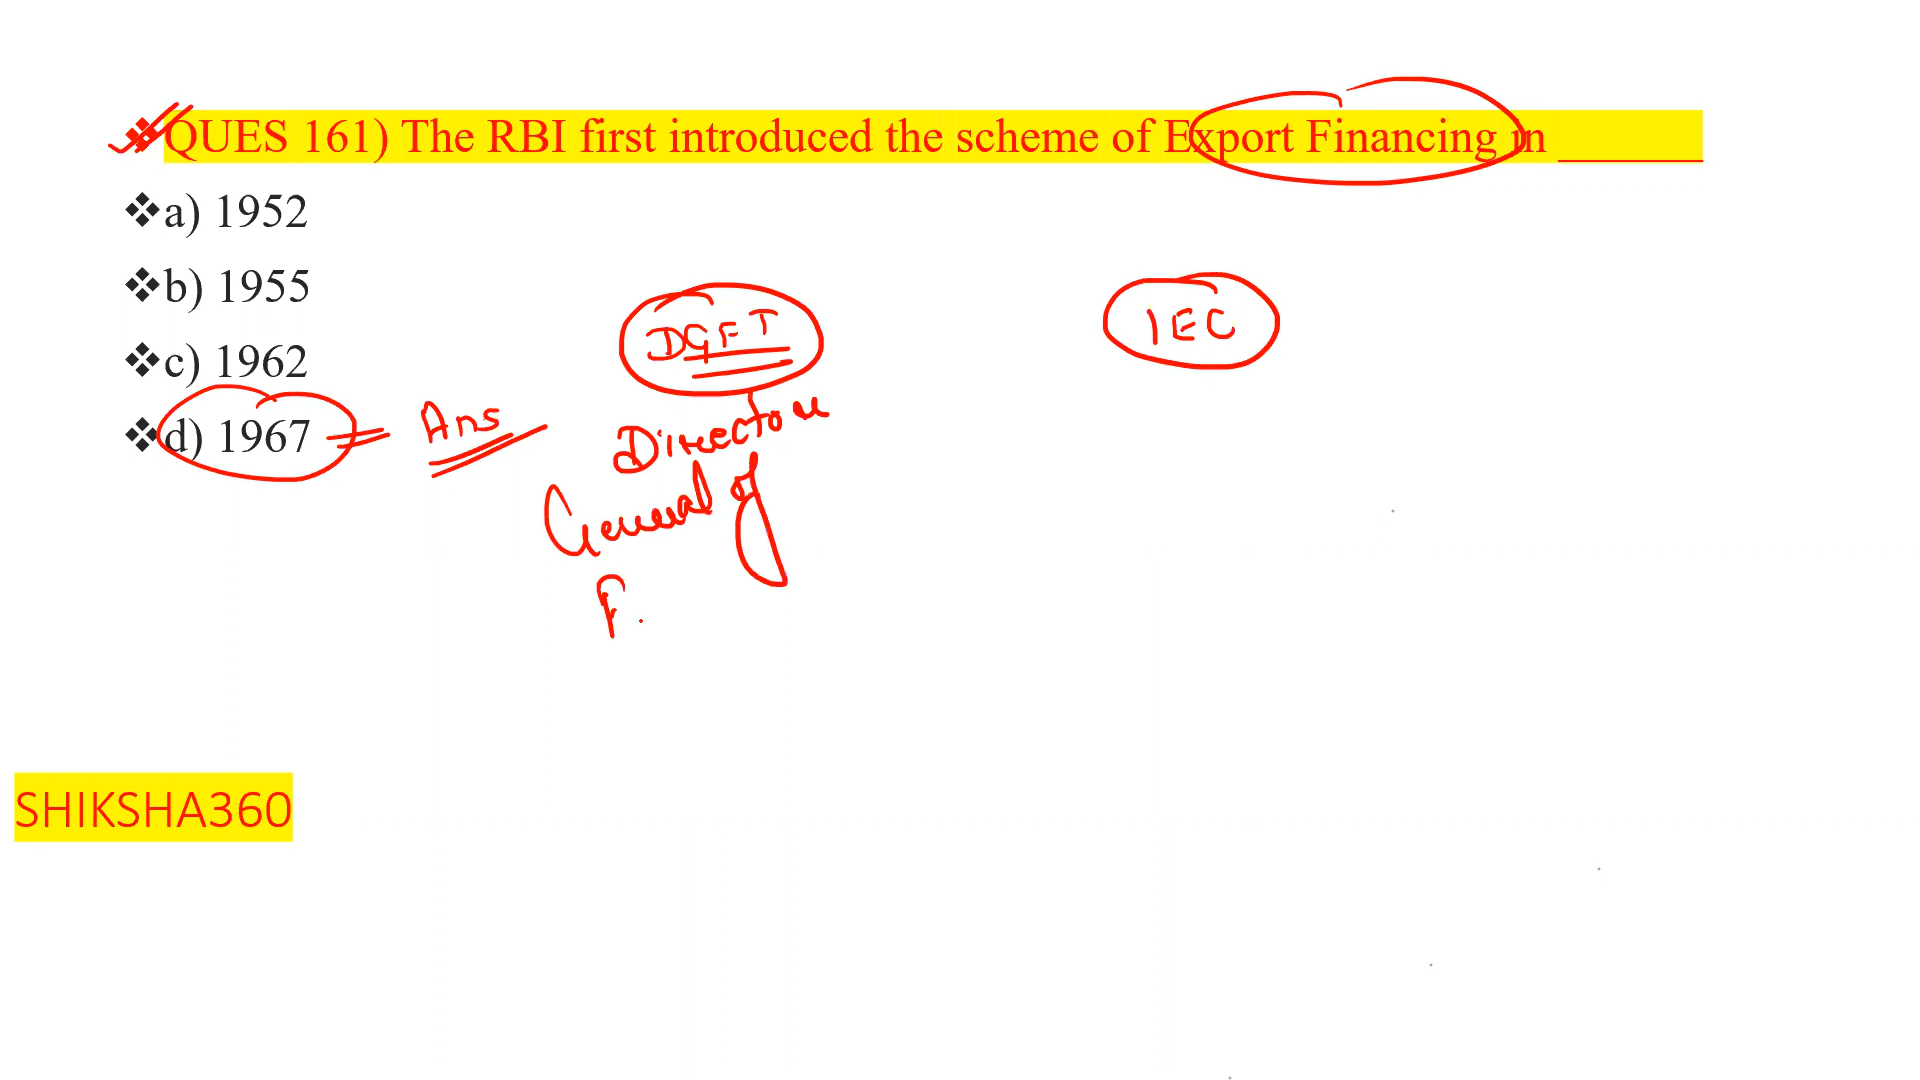 ❖QUES 161) The RBI first introduced the scheme of Export Financing in ______
❖a) 1952
❖b) 1955
❖c) 1962
❖d) 1967
Ans
DGFT
IEC
Director
General of
F.
SHIKSHA360